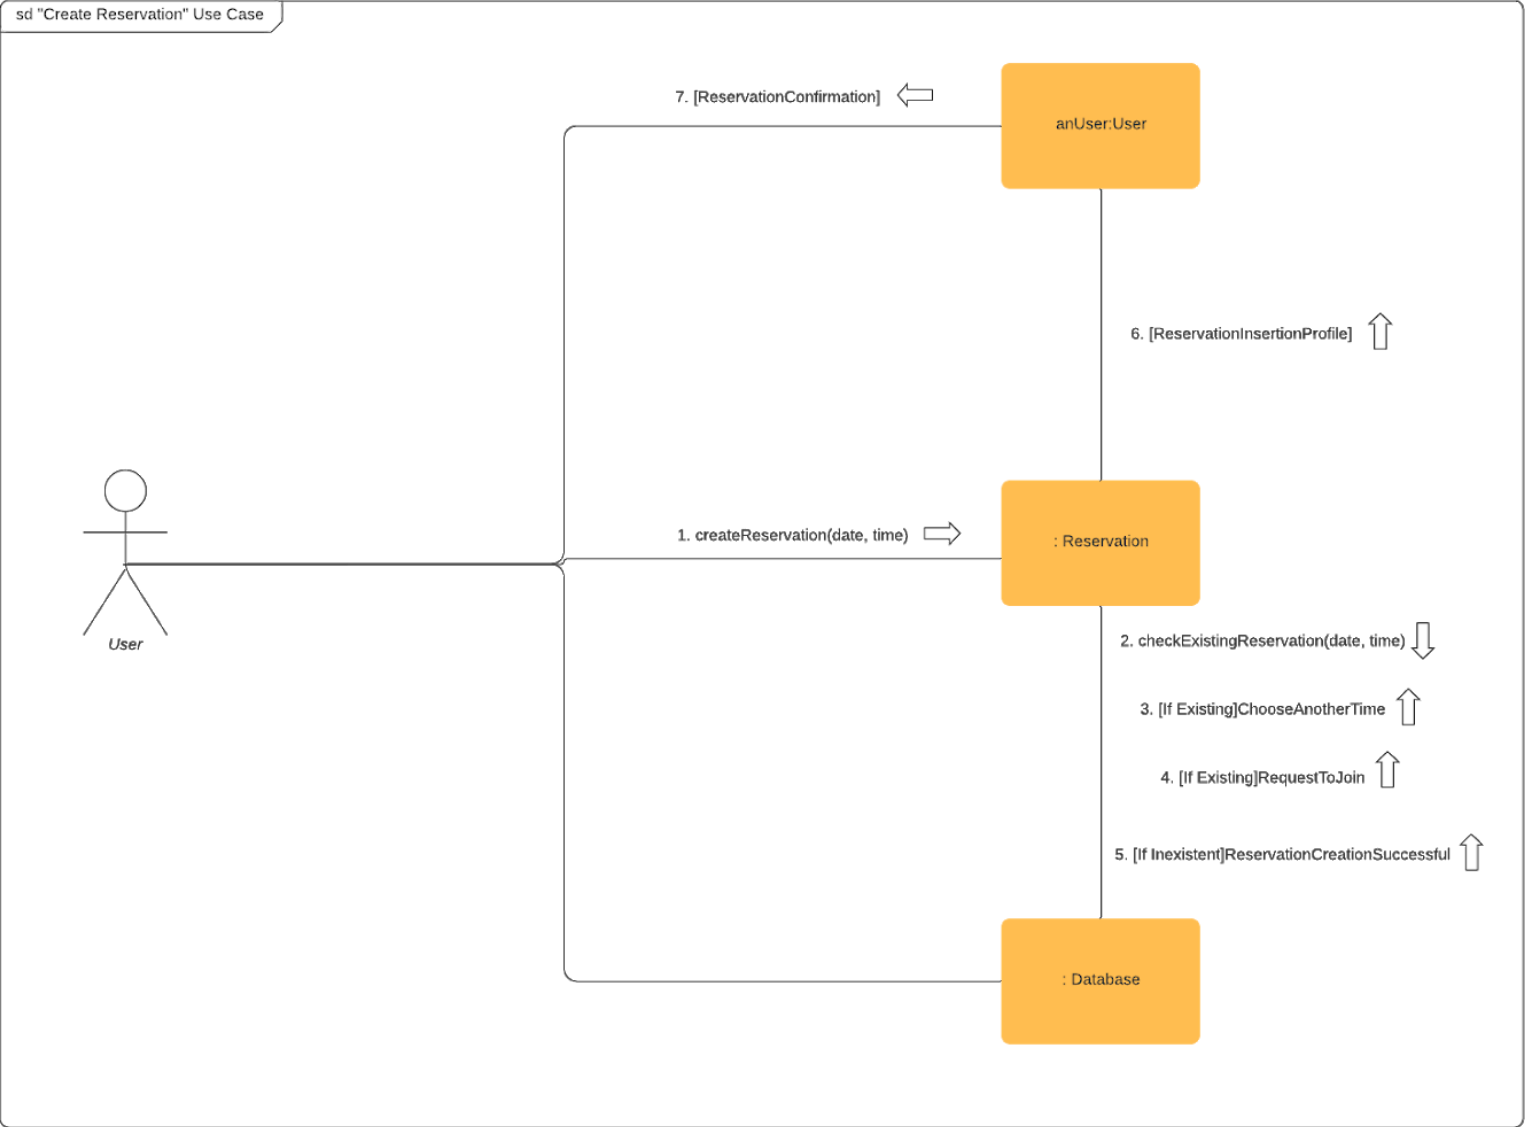 sd "Create Reservation" Use Case
7. [ReservationConfirmation]
anUser:User
6. [ReservationInsertionProfile]
1. createReservation(date, time)
: Reservation
User
2. checkExistingReservation(date, time)
3. [If Existing]ChooseAnotherTime
4. [If Existing]RequestToJoin
5. [If Inexistent]ReservationCreationSuccessful
: Database